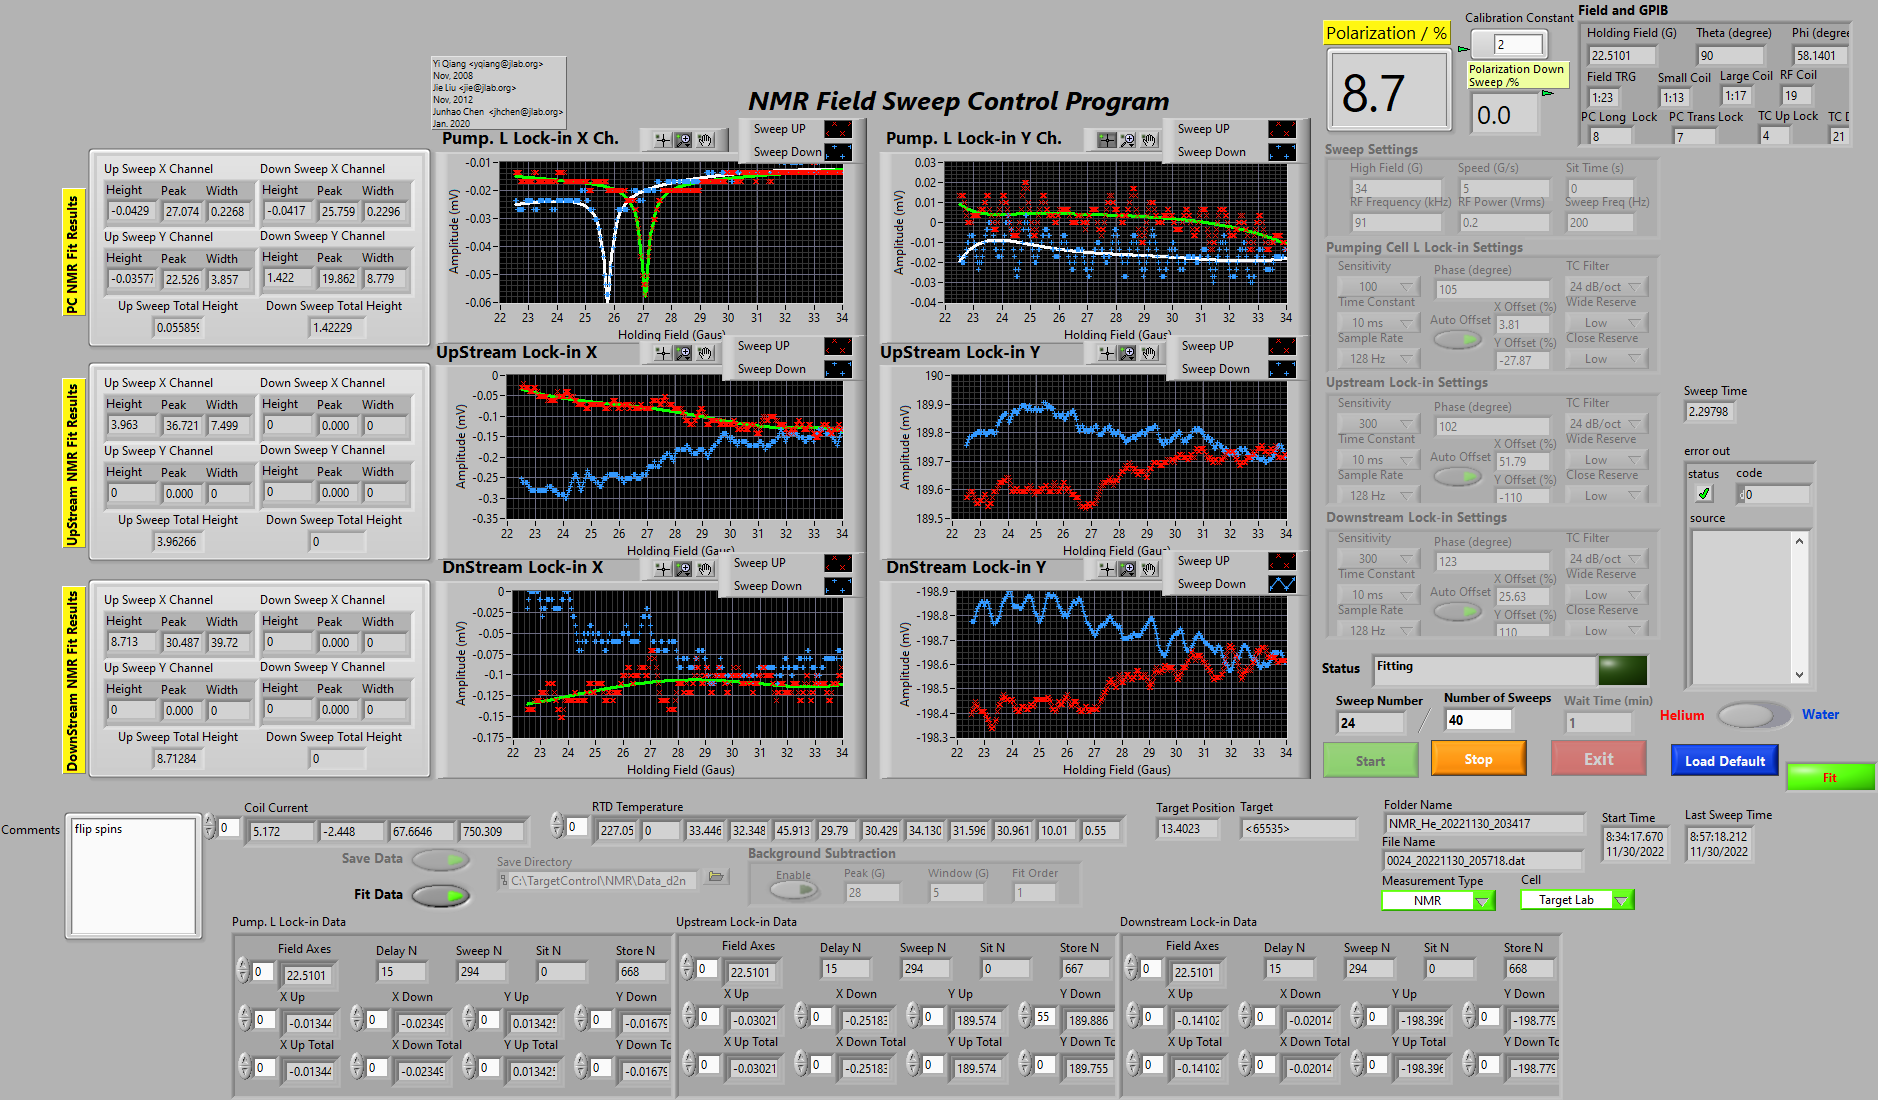 Yi Qiang <yqiang@jlab.org>
Nov, 2008
Jie Liu <jie@jlab.org>
Nov, 2012
Junhao Chen <jhchen@jlab.org>
Jan. 2020
NMR Field Sweep Control Program
Polarization / %
8.7
Calibration Constant
2
Polarization Down
Sweep /%
0.0
Field and GPIB
Holding Field (G) Theta (degree) Phi (degree
22.5101 90 58.1401
Field TRG Small Coil Large Coil RF Coil
1:23 1:13 1:17 19
PC Long Lock PC Trans Lock TC Up Lock TC D
8 7 4 21
PC NMR Fit Results
Up Sweep X Channel Down Sweep X Channel
Height Peak Width Height Peak Width
-0.0429 27.074 0.2268 -0.0417 25.759 0.2296
Up Sweep Y Channel Down Sweep Y Channel
Height Peak Width Height Peak Width
-0.03577 22.526 3.857 1.422 19.862 8.779
Up Sweep Total Height Down Sweep Total Height
0.055859 1.42229
Pump. L Lock-in X Ch.
Sweep UP
Sweep Down
Amplitude (mV)
-0.01
-0.02
-0.03
-0.04
-0.05
-0.06
22 23 24 25 26 27 28 29 30 31 32 33 34
Holding Field (Gaus)
Pump. L Lock-in Y Ch.
Sweep UP
Sweep Down
Amplitude (mV)
0.03
0.02
0.01
0
-0.01
-0.02
-0.03
-0.04
22 23 24 25 26 27 28 29 30 31 32 33 34
Holding Field (Gaus)
UpStream NMR Fit Results
Up Sweep X Channel Down Sweep X Channel
Height Peak Width Height Peak Width
3.963 36.721 7.499 0 0.000 0
Up Sweep Y Channel Down Sweep Y Channel
Height Peak Width Height Peak Width
0 0.000 0 0 0.000 0
Up Sweep Total Height Down Sweep Total Height
3.96266 0
UpStream Lock-in X
Sweep UP
Sweep Down
Amplitude (mV)
0
-0.05
-0.1
-0.15
-0.2
-0.25
-0.3
-0.35
22 23 24 25 26 27 28 29 30 31 32 33 34
Holding Field (Gaus)
UpStream Lock-in Y
Sweep UP
Sweep Down
Amplitude (mV)
190
189.9
189.8
189.7
189.6
189.5
22 23 24 25 26 27 28 29 30 31 32 33 34
Holding Field (Gaus)
DownStream NMR Fit Results
Up Sweep X Channel Down Sweep X Channel
Height Peak Width Height Peak Width
8.713 30.487 39.72 0 0.000 0
Up Sweep Y Channel Down Sweep Y Channel
Height Peak Width Height Peak Width
0 0.000 0 0 0.000 0
Up Sweep Total Height Down Sweep Total Height
8.71284 0
DnStream Lock-in X
Sweep UP
Sweep Down
Amplitude (mV)
0
-0.025
-0.05
-0.075
-0.1
-0.125
-0.15
-0.175
22 23 24 25 26 27 28 29 30 31 32 33 34
Holding Field (Gaus)
DnStream Lock-in Y
Sweep UP
Sweep Down
Amplitude (mV)
-198.9
-198.8
-198.7
-198.6
-198.5
-198.4
-198.3
22 23 24 25 26 27 28 29 30 31 32 33 34
Holding Field (Gaus)
Sweep Settings
High Field (G) Speed (G/s) Sit Time (s)
34 5 0
RF Frequency (kHz) RF Power (Vrms) Sweep Freq (Hz)
91 0.2 200
Pumping Cell L Lock-in Settings
Sensitivity Phase (degree) TC Filter
100 105 24 dB/oct
Time Constant X Offset (%) Wide Reserve
10 ms Auto Offset 3.81 Low
Sample Rate Y Offset (%) Close Reserve
128 Hz -27.87 Low
Upstream Lock-in Settings
Sensitivity Phase (degree) TC Filter
300 102 24 dB/oct
Time Constant X Offset (%) Wide Reserve
10 ms Auto Offset 51.79 Low
Sample Rate Y Offset (%) Close Reserve
128 Hz -110 Low
Downstream Lock-in Settings
Sensitivity Phase (degree) TC Filter
300 123 24 dB/oct
Time Constant X Offset (%) Wide Reserve
10 ms Auto Offset 25.63 Low
Sample Rate Y Offset (%) Close Reserve
128 Hz 110 Low
Sweep Time
2.29798
error out
status code
0
source
Status Fitting
Sweep Number Number of Sweeps Wait Time (min)
24 / 40 1
Helium Water
Start Stop Exit Load Default Fit
Comments flip spins
Coil Current
0 5.172 -2.448 67.6646 750.309
RTD Temperature
0 227.05 0 33.446 32.348 45.913 29.79 30.429 34.130 31.596 30.961 10.01 0.55
Target Position Target
13.4023 <65535>
Folder Name
NMR_He_20221130_203417
File Name
0024_20221130_205718.dat
Start Time Last Sweep Time
8:34:17.670 8:57:18.212
11/30/2022 11/30/2022
Measurement Type Cell
NMR Target Lab
Save Data
Fit Data
Save Directory
C:\TargetControl\NMR\Data_d2n
Background Subtraction
Enable Peak (G) Window (G) Fit Order
28 5 1
Pump. L Lock-in Data
Field Axes Delay N Sweep N Sit N Store N
0 22.5101 15 294 0 668
X Up X Down Y Up Y Down
0 -0.01344 0 -0.02349 0 0.013425 0 -0.01679
X Up Total X Down Total Y Up Total Y Down To
0 -0.01344 0 -0.02349 0 0.013425 0 -0.01679
Upstream Lock-in Data
Field Axes Delay N Sweep N Sit N Store N
0 22.5101 15 294 0 667
X Up X Down Y Up Y Down
0 -0.03021 0 -0.25183 0 189.574 55 189.886
X Up Total X Down Total Y Up Total Y Down To
0 -0.03021 0 -0.25183 0 189.574 0 189.755
Downstream Lock-in Data
Field Axes Delay N Sweep N Sit N Store N
0 22.5101 15 294 0 668
X Up X Down Y Up Y Down
0 -0.14102 0 -0.02014 0 -198.396 0 -198.779
X Up Total X Down Total Y Up Total Y Down To
0 -0.14102 0 -0.02014 0 -198.396 0 -198.779